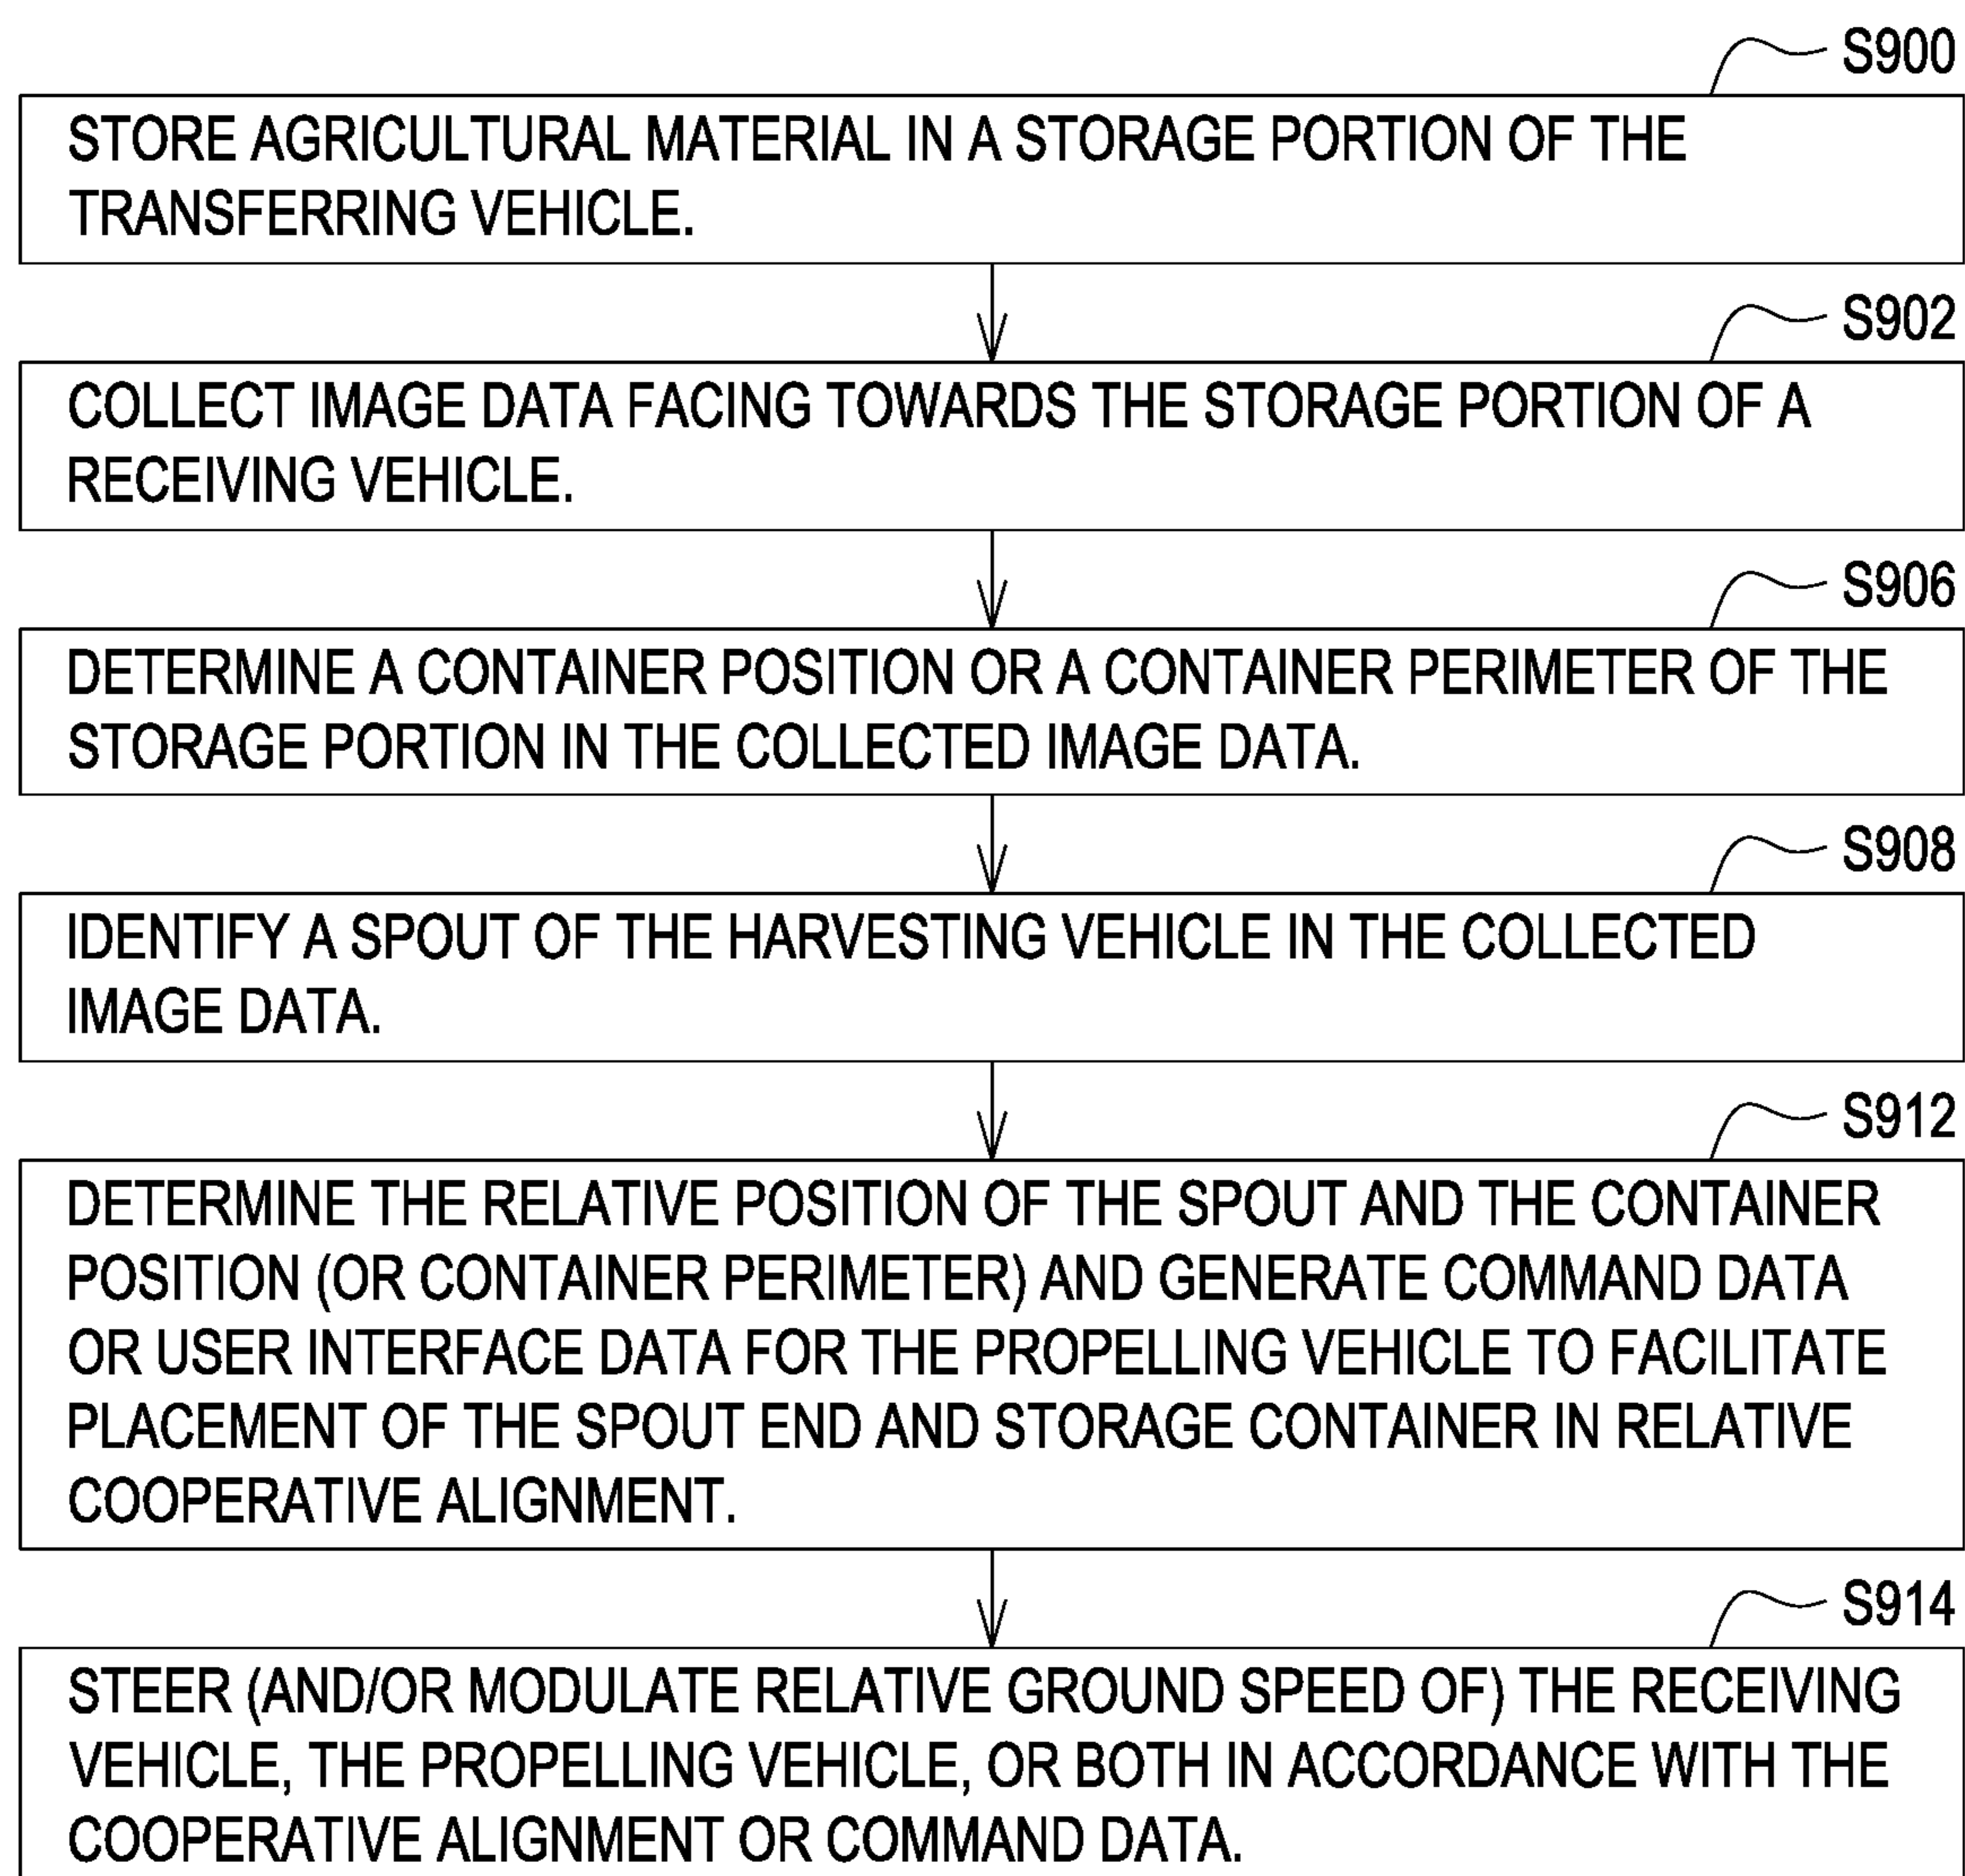 S900
STORE AGRICULTURAL MATERIAL IN A STORAGE PORTION OF THE
TRANSFERRING VEHICLE.
S902
COLLECT IMAGE DATA FACING TOWARDS THE STORAGE PORTION OF A
RECEIVING VEHICLE.
S906
DETERMINE A CONTAINER POSITION OR A CONTAINER PERIMETER OF THE
STORAGE PORTION IN THE COLLECTED IMAGE DATA.
S908
IDENTIFY A SPOUT OF THE HARVESTING VEHICLE IN THE COLLECTED
IMAGE DATA.
S912
DETERMINE THE RELATIVE POSITION OF THE SPOUT AND THE CONTAINER
POSITION (OR CONTAINER PERIMETER) AND GENERATE COMMAND DATA
OR USER INTERFACE DATA FOR THE PROPELLING VEHICLE TO FACILITATE
PLACEMENT OF THE SPOUT END AND STORAGE CONTAINER IN RELATIVE
COOPERATIVE ALIGNMENT.
S914
STEER (AND/OR MODULATE RELATIVE GROUND SPEED OF) THE RECEIVING
VEHICLE, THE PROPELLING VEHICLE, OR BOTH IN ACCORDANCE WITH THE
COOPERATIVE ALIGNMENT OR COMMAND DATA.